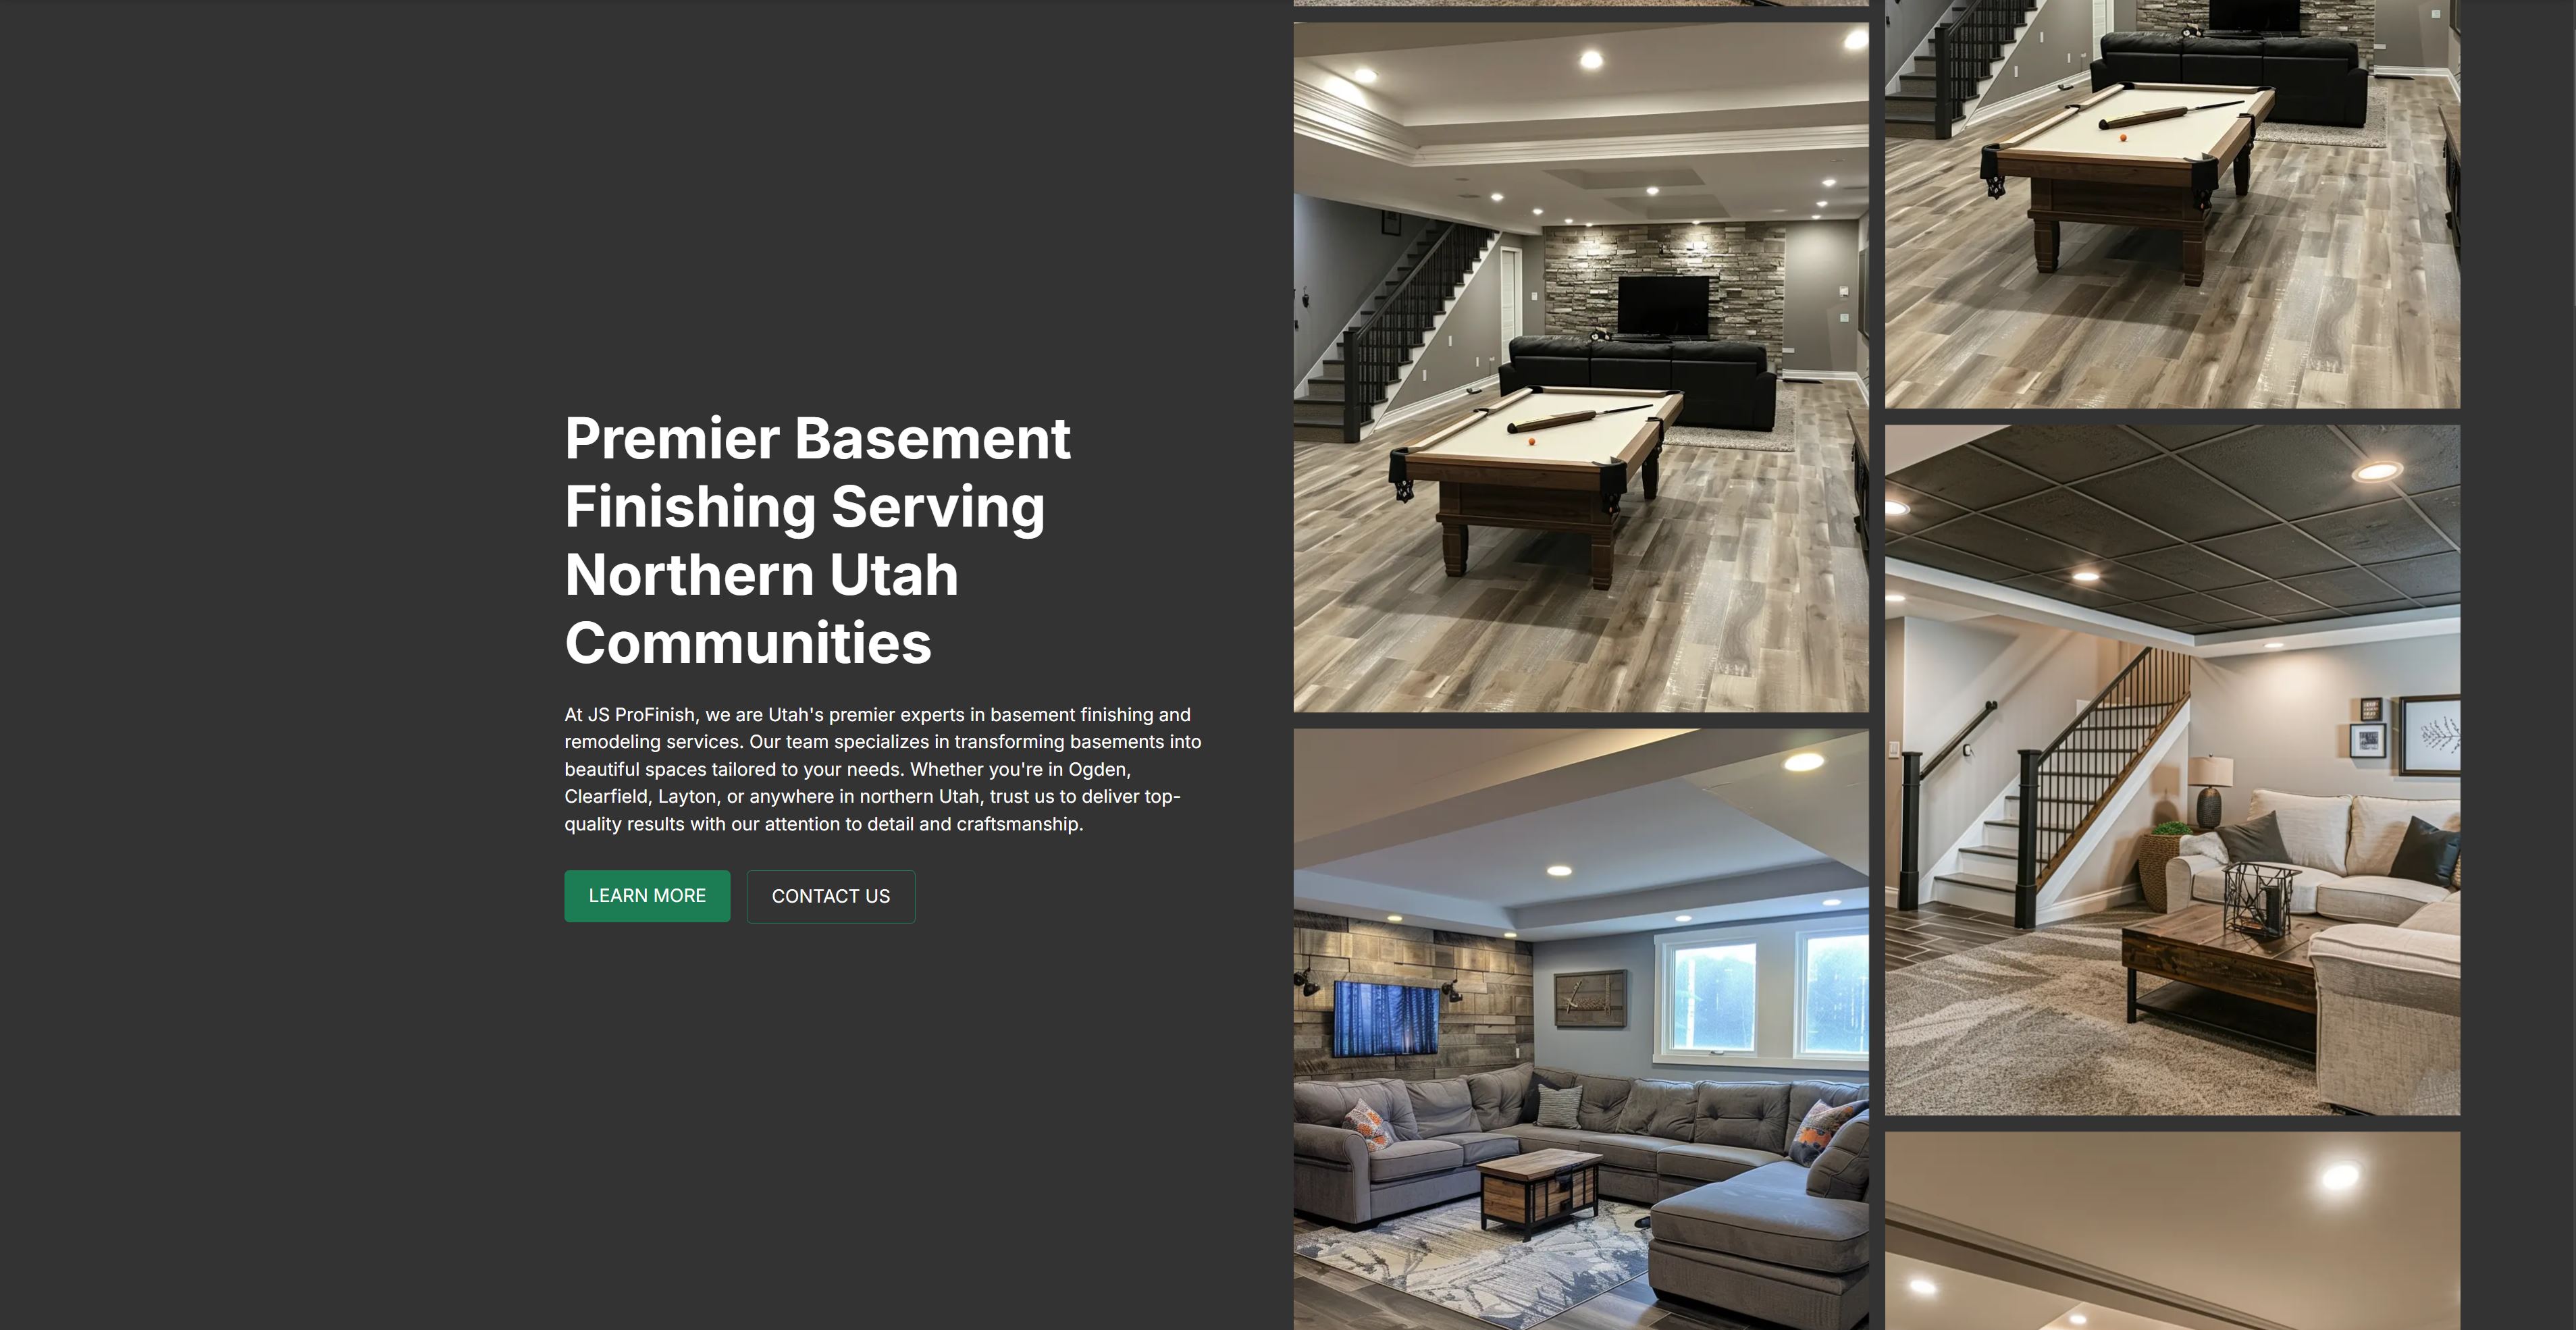 Premier Basement
Finishing Serving
Northern Utah
Communities
At JS ProFinish, we are Utah's premier experts in basement finishing and
remodeling services. Our team specializes in transforming basements into
beautiful spaces tailored to your needs. Whether you're in Ogden,
Clearfield, Layton, or anywhere in northern Utah, trust us to deliver top-
quality results with our attention to detail and craftsmanship.
LEARN MORE
CONTACT US